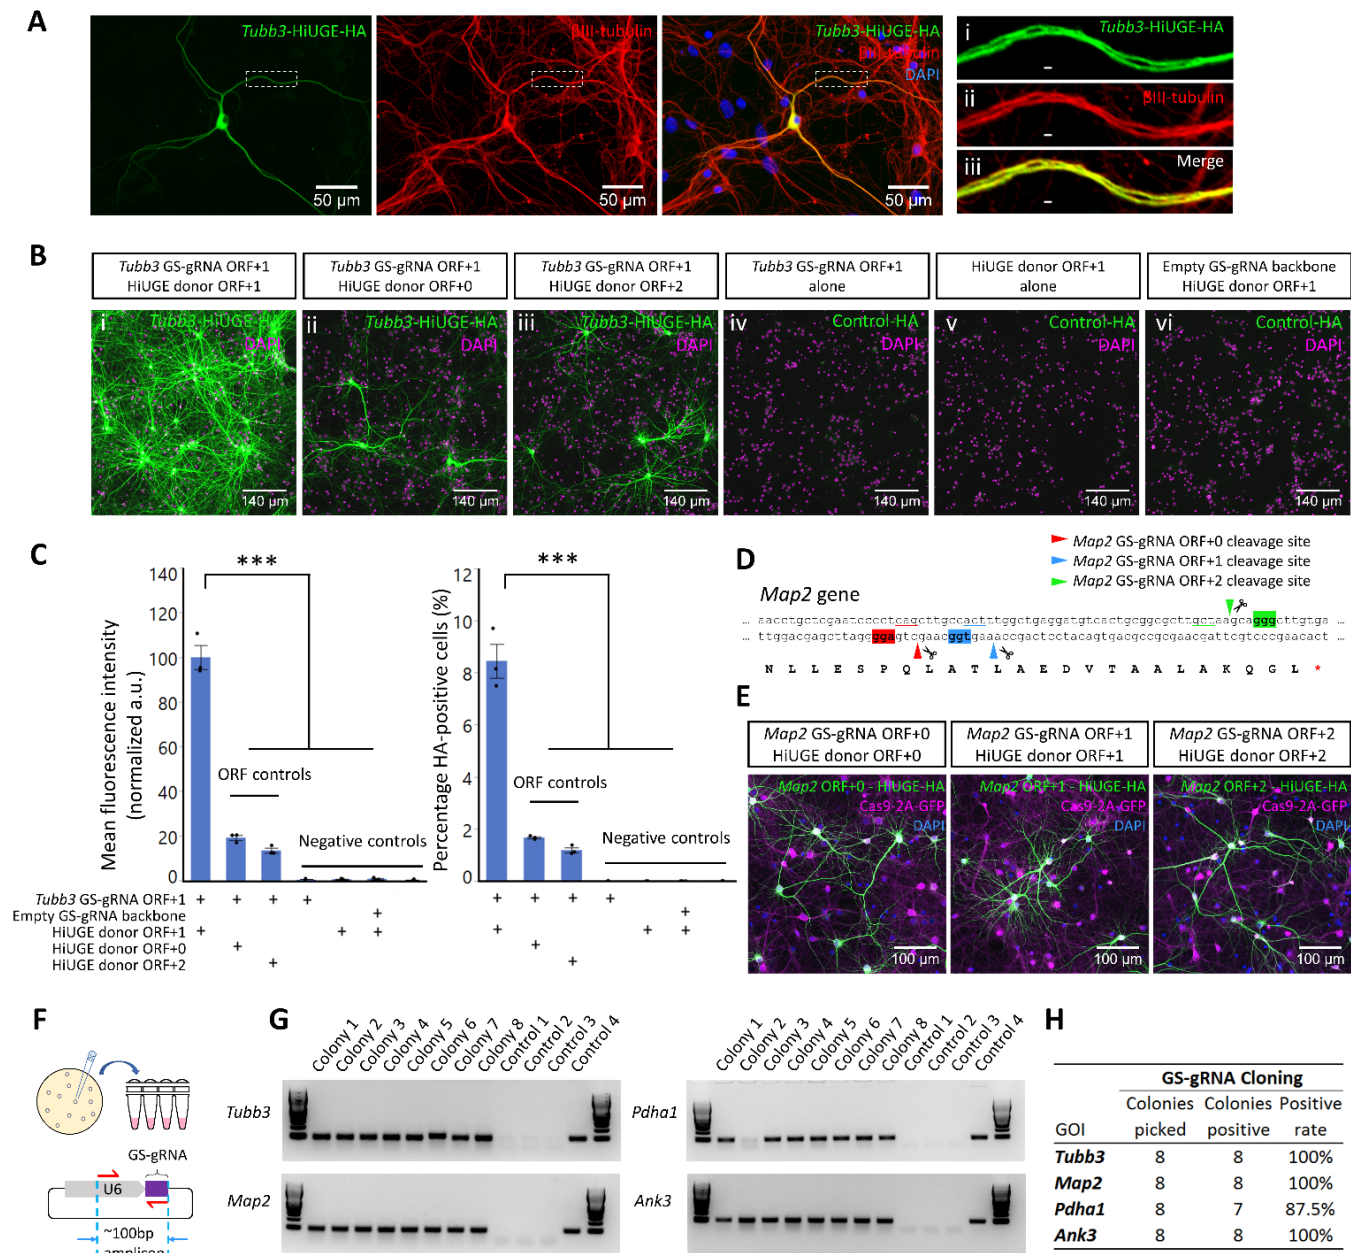 A
Tubb3-HiUGE-HA
βIII-tubulin
Tubb3-HiUGE-HA
βIII-tubulin
DAPI
50 µm
50 µm
50 µm
i
Tubb3-HiUGE-HA
ii
βIII-tubulin
iii
Merge
B
Tubb3 GS-gRNA ORF+1
HiUGE donor ORF+1
Tubb3 GS-gRNA ORF+1
HiUGE donor ORF+0
Tubb3 GS-gRNA ORF+1
HiUGE donor ORF+2
Tubb3 GS-gRNA ORF+1
alone
HiUGE donor ORF+1
alone
Empty GS-gRNA backbone
HiUGE donor ORF+1
i
Tubb3-HiUGE-HA
DAPI
140 µm
ii
Tubb3-HiUGE-HA
DAPI
140 µm
iii
Tubb3-HiUGE-HA
DAPI
140 µm
iv
Control-HA
DAPI
140 µm
v
Control-HA
DAPI
140 µm
vi
Control-HA
DAPI
140 µm
C
Mean fluorescence intensity
(normalized a.u.)
140
120
100
80
60
40
20
0
***
ORF controls
Negative controls
Percentage HA-positive cells (%)
12
10
8
6
4
2
0
***
ORF controls
Negative controls
Tubb3 GS-gRNA ORF+1 + + + + + + + +
Empty GS-gRNA backbone + +
HiUGE donor ORF+1 + + + + + +
HiUGE donor ORF+0 + +
HiUGE donor ORF+2 + +
D
Map2 GS-gRNA ORF+0 cleavage site
Map2 GS-gRNA ORF+1 cleavage site
Map2 GS-gRNA ORF+2 cleavage site
Map2 gene
... aacctgctcgaatcccctcagcttgccactttggctgaggatgtcactgcggcgcttgctaagcaggggcttgtga ...
... ttggacgagcttaggggagtcgaacggtgaaaccgactcctacagtgacgccgcgaacgattcgtccccgaacact ...
N L L E S P Q L A T L A E D V T A A L A K Q G L *
E
Map2 GS-gRNA ORF+0
HiUGE donor ORF+0
Map2 GS-gRNA ORF+1
HiUGE donor ORF+1
Map2 GS-gRNA ORF+2
HiUGE donor ORF+2
Map2 ORF+0 - HiUGE-HA
Cas9-2A-GFP
DAPI
100 µm
Map2 ORF+1 - HiUGE-HA
Cas9-2A-GFP
DAPI
100 µm
Map2 ORF+2 - HiUGE-HA
Cas9-2A-GFP
DAPI
100 µm
F
GS-gRNA
U6
~100bp
amplicon
G
Colony 1
Colony 2
Colony 3
Colony 4
Colony 5
Colony 6
Colony 7
Colony 8
Control 1
Control 2
Control 3
Control 4
Tubb3
Map2
Colony 1
Colony 2
Colony 3
Colony 4
Colony 5
Colony 6
Colony 7
Colony 8
Control 1
Control 2
Control 3
Control 4
Pdha1
Ank3
H
GS-gRNA Cloning
GOI Colonies picked Colonies positive Positive rate
Tubb3 8 8 100%
Map2 8 8 100%
Pdha1 8 7 87.5%
Ank3 8 8 100%